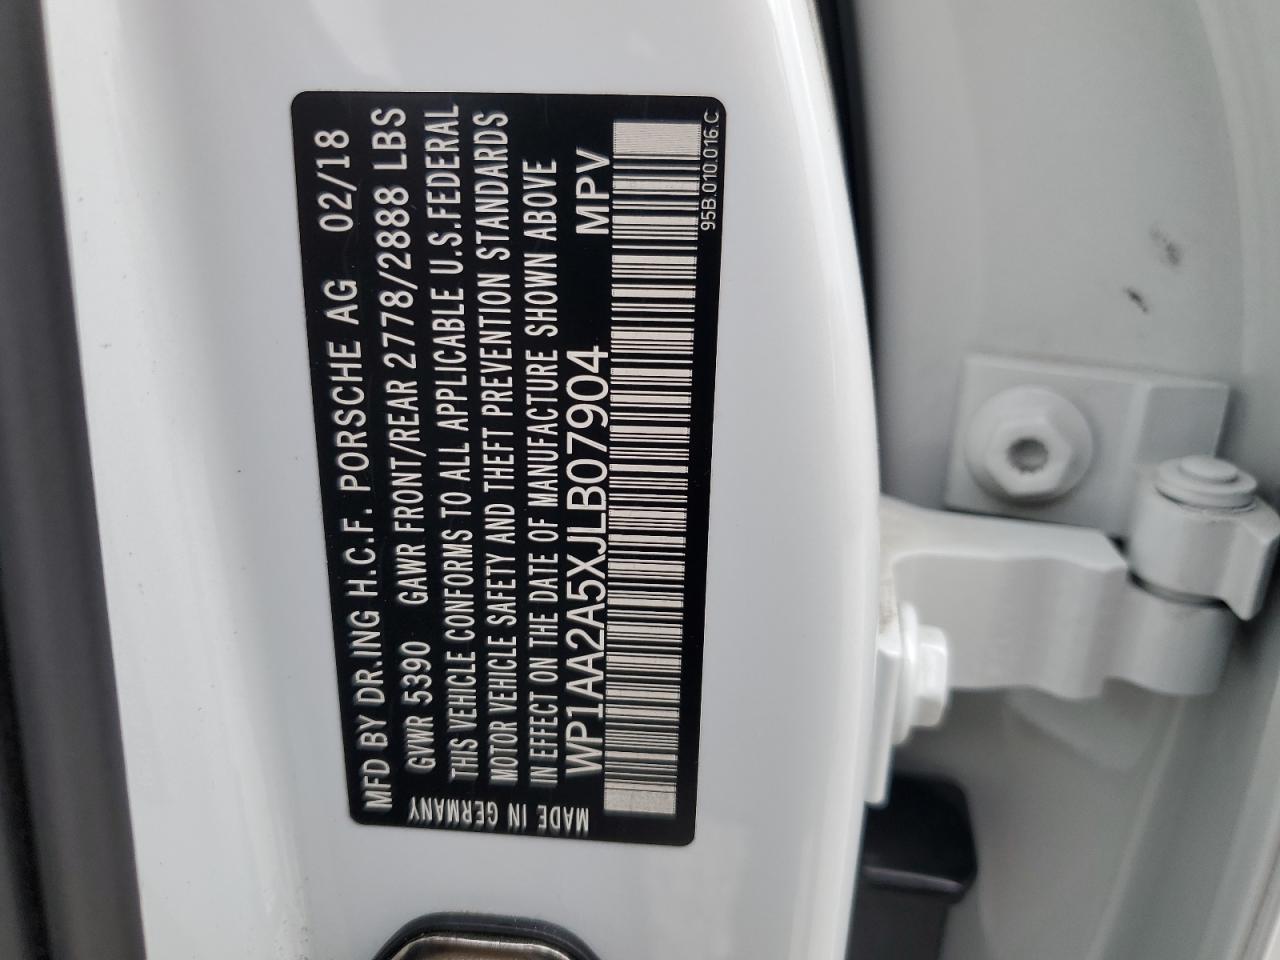 MFD BY DR.ING H.C.F. PORSCHE AG 02/18
GVWR 5390 GAWR FRONT/REAR 2778/2888 LBS
THIS VEHICLE CONFORMS TO ALL APPLICABLE U.S.FEDERAL
MOTOR VEHICLE SAFETY AND THEFT PREVENTION STANDARDS
IN EFFECT ON THE DATE OF MANUFACTURE SHOWN ABOVE
WP1AA2A5XJLB07904 MPV
MADE IN GERMANY
95B.010.016.C